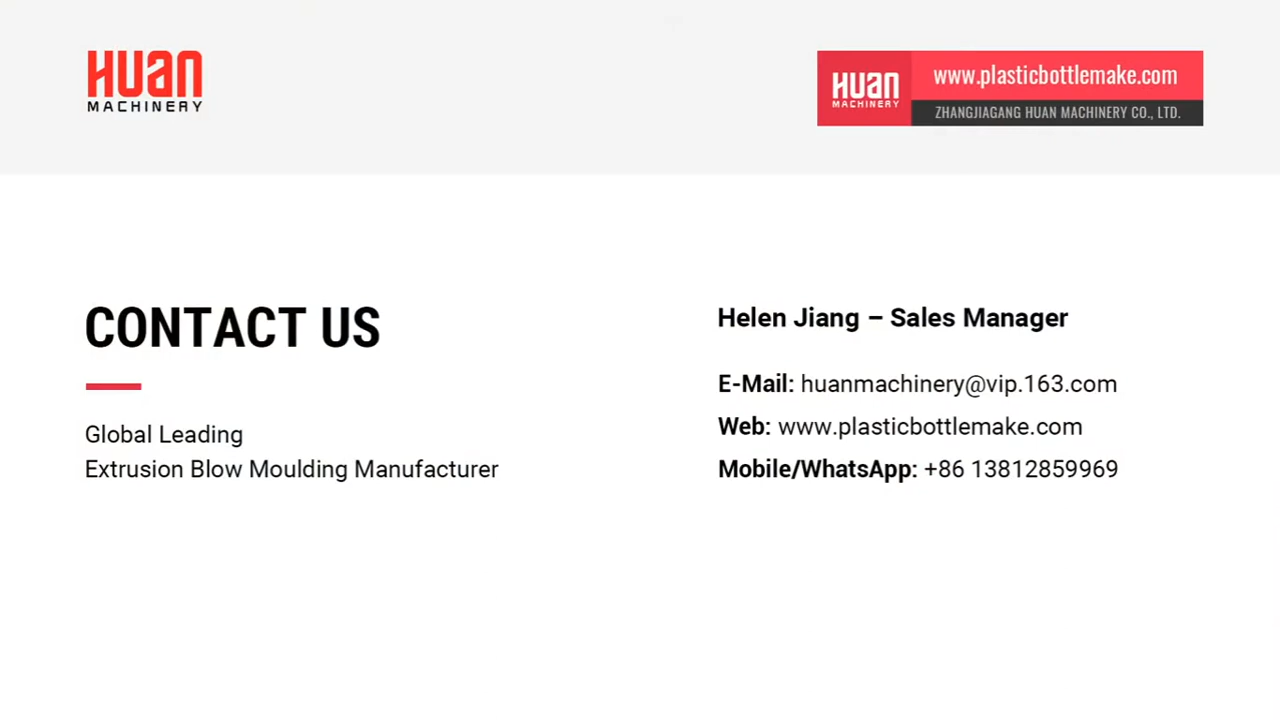 HUAN
MACHINERY
HUAN
MACHINERY
www.plasticbottlemake.com
ZHANGJIAGANG HUAN MACHINERY CO., LTD.
CONTACT US
Global Leading
Extrusion Blow Moulding Manufacturer
Helen Jiang – Sales Manager
E-Mail: huanmachinery@vip.163.com
Web: www.plasticbottlemake.com
Mobile/WhatsApp: +86 13812859969